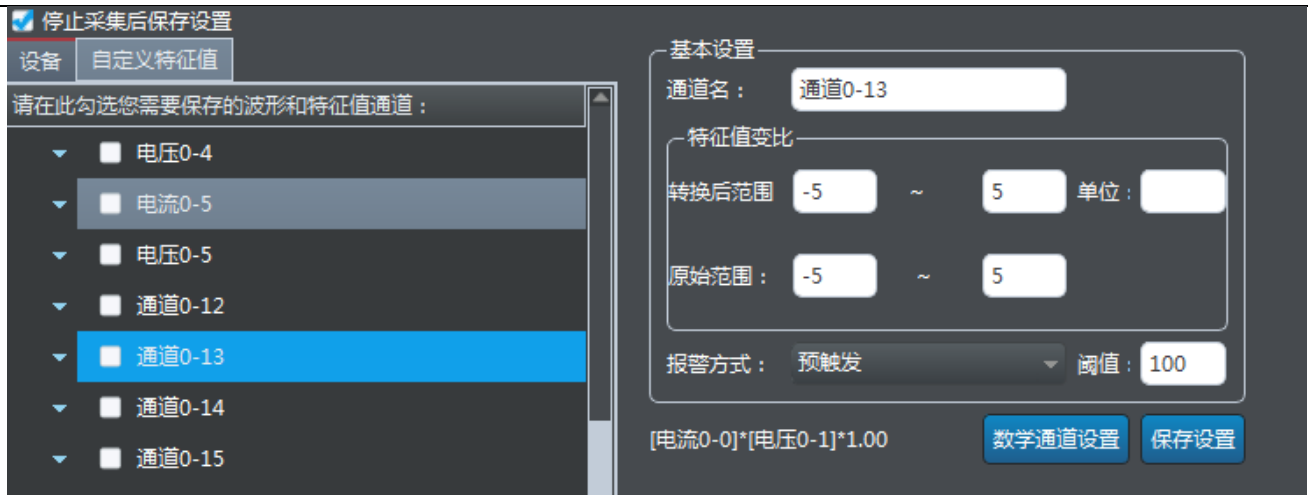 停止采集后保存设置
设备 自定义特征值
请在此勾选您需要保存的波形和特征值通道：
电压0-4
电流0-5
电压0-5
通道0-12
通道0-13
通道0-14
通道0-15
基本设置
通道名： 通道0-13
特征值变比
转换后范围 -5 ~ 5 单位：
原始范围： -5 ~ 5
报警方式： 预触发 阈值：100
[电流0-0]*[电压0-1]*1.00 数学通道设置 保存设置